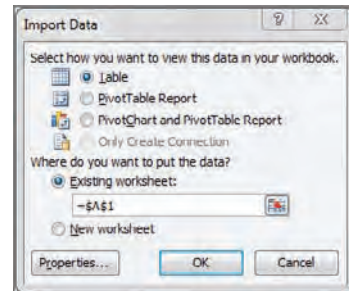 Import Data
Select how you want to view this data in your workbook.
Table
PivotTable Report
PivotChart and PivotTable Report
Only Create Connection
Where do you want to put the data?
Existing worksheet:
=$A$1
New worksheet
Properties...
OK
Cancel